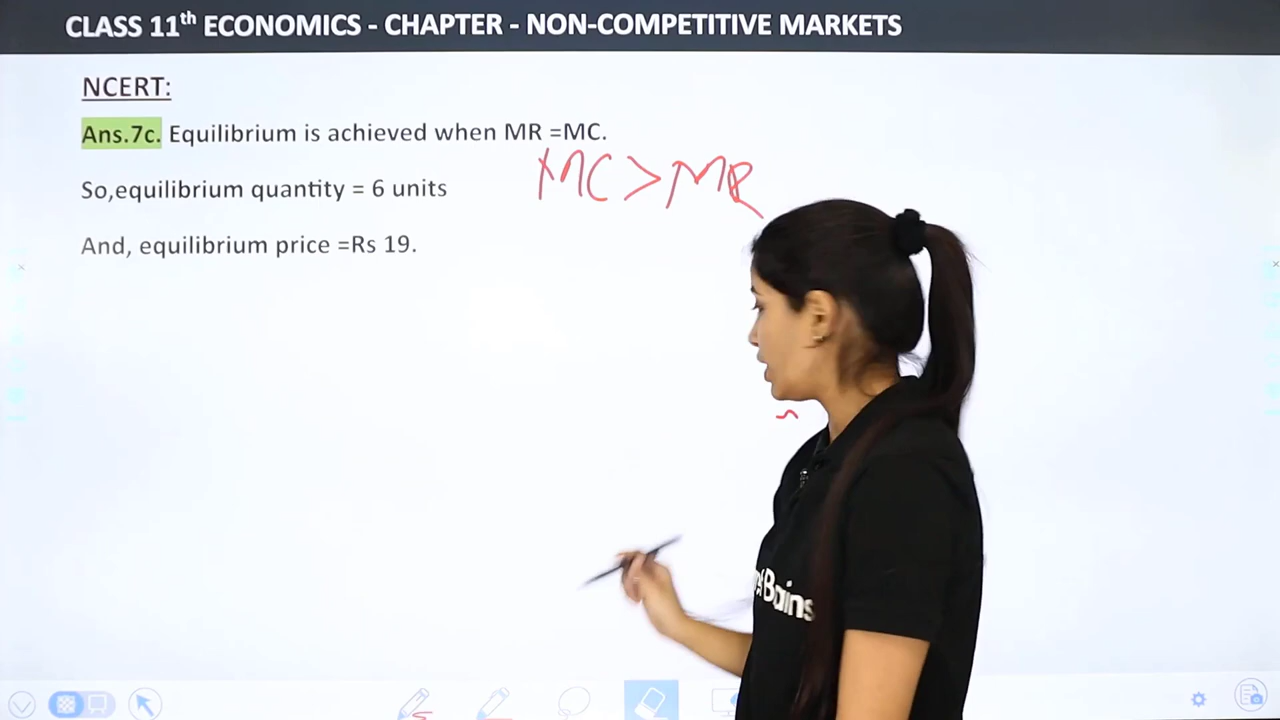 CLASS 11th ECONOMICS - CHAPTER - NON-COMPETITIVE MARKETS
NCERT:
Ans.7c. Equilibrium is achieved when MR =MC.
MC > MR
So,equilibrium quantity = 6 units
And, equilibrium price =Rs 19.
Brains